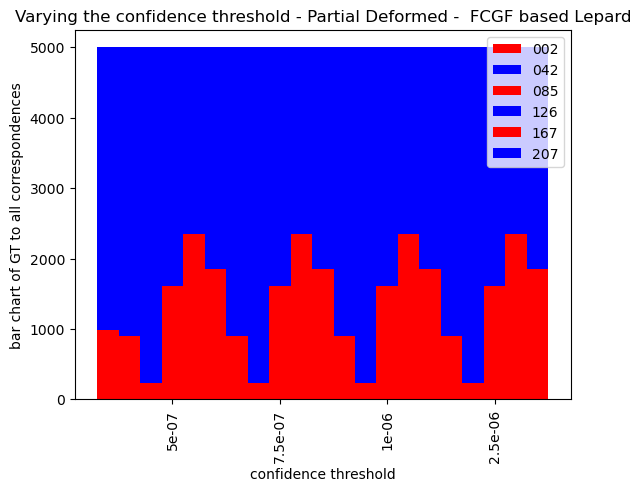 Varying the confidence threshold - Partial Deformed -  FCGF based Lepard
002
042
085
126
167
207
5000
4000
3000
2000
1000
0
bar chart of GT to all correspondences
5e-07
7.5e-07
1e-06
2.5e-06
confidence threshold